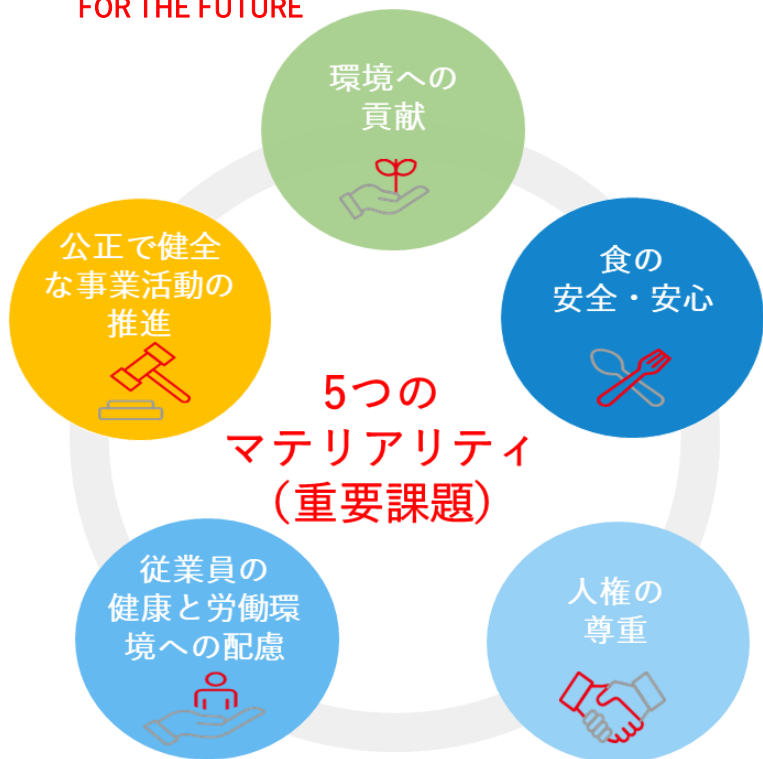 FOR THE FUTURE
環境への
貢献
食の
安全・安心
公正で健全
な事業活動の
推進
5つの
マテリアリティ
(重要課題)
従業員の
健康と労働環
境への配慮
人権の
尊重